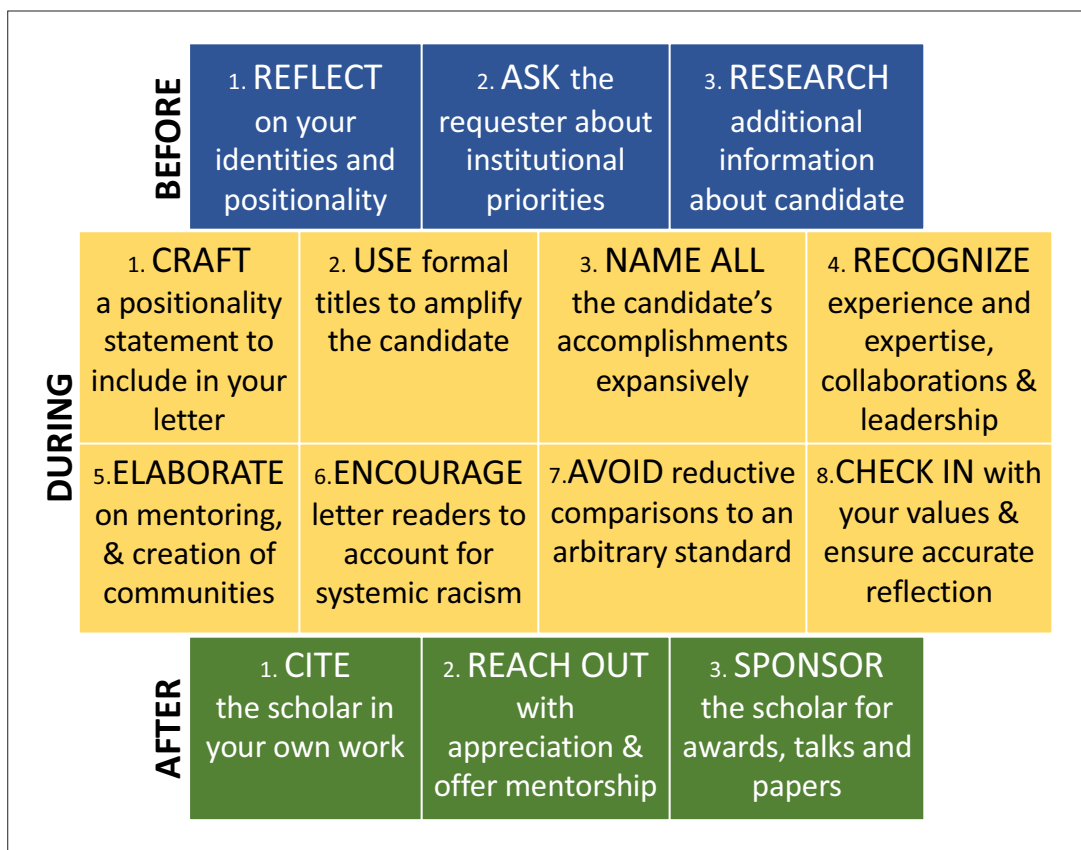 BEFORE
1. REFLECT
on your
identities and
positionality
2. ASK the
requester about
institutional
priorities
3. RESEARCH
additional
information
about candidate
DURING
1. CRAFT
a positionality
statement to
include in your
letter
2. USE formal
titles to amplify
the candidate
3. NAME ALL
the candidate’s
accomplishments
expansively
4. RECOGNIZE
experience and
expertise,
collaborations &
leadership
5.ELABORATE
on mentoring,
& creation of
communities
6.ENCOURAGE
letter readers to
account for
systemic racism
7.AVOID reductive
comparisons to an
arbitrary standard
8.CHECK IN with
your values &
ensure accurate
reflection
AFTER
1. CITE
the scholar in
your own work
2. REACH OUT
with
appreciation &
offer mentorship
3. SPONSOR
the scholar for
awards, talks and
papers